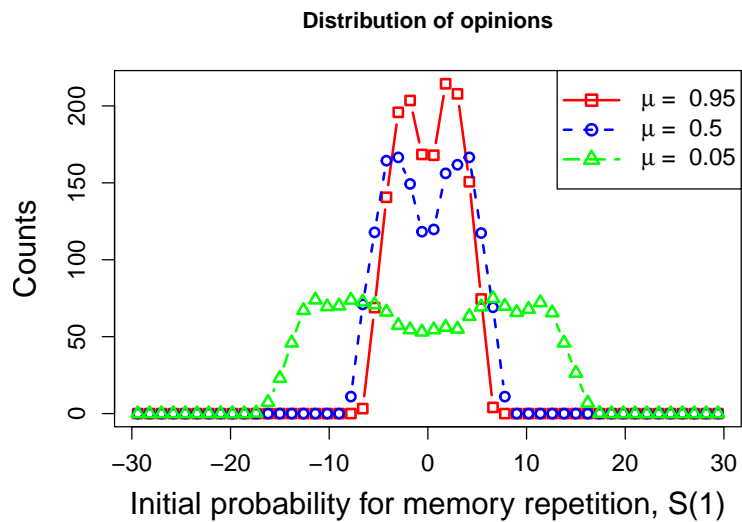 Distribution of opinions
μ = 0.95
μ = 0.5
μ = 0.05
Counts
200
150
100
50
0
−30
−20
−10
0
10
20
30
Initial probability for memory repetition, S(1)